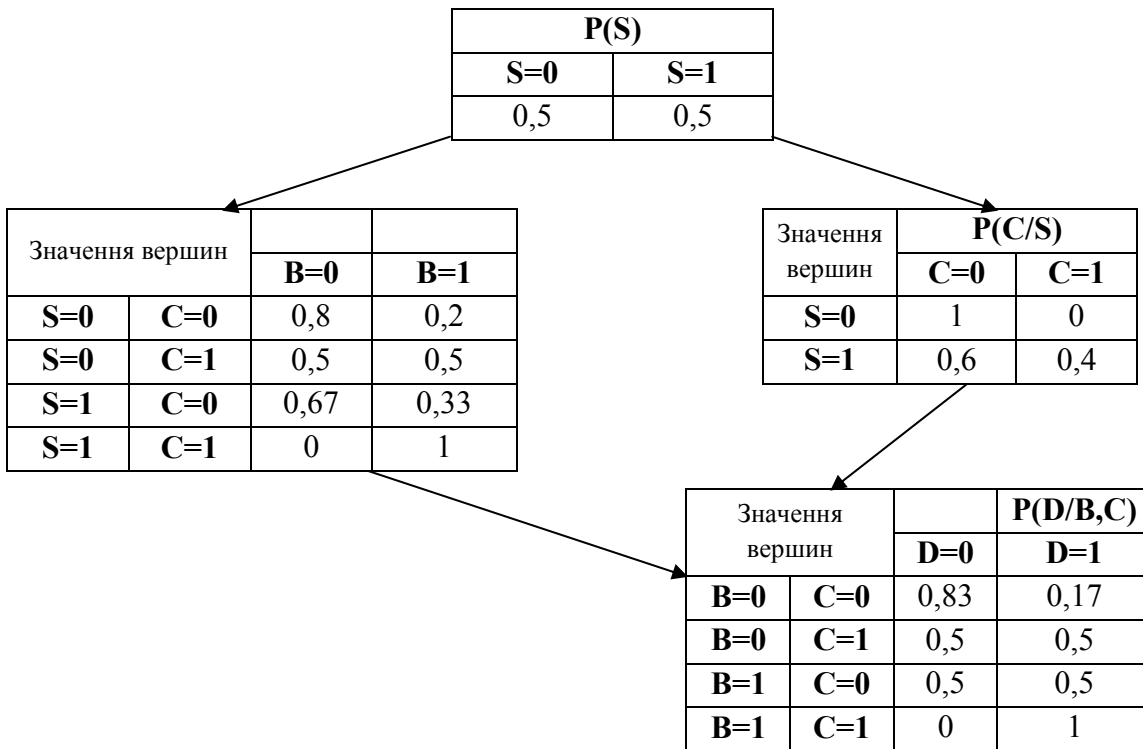 P(S)
S=0 S=1
0,5 0,5
Значення вершин
B=0 B=1
S=0 C=0 0,8 0,2
S=0 C=1 0,5 0,5
S=1 C=0 0,67 0,33
S=1 C=1 0 1
Значення
вершин
P(C/S)
C=0 C=1
S=0 1 0
S=1 0,6 0,4
Значення
вершин
P(D/B,C)
D=0 D=1
B=0 C=0 0,83 0,17
B=0 C=1 0,5 0,5
B=1 C=0 0,5 0,5
B=1 C=1 0 1